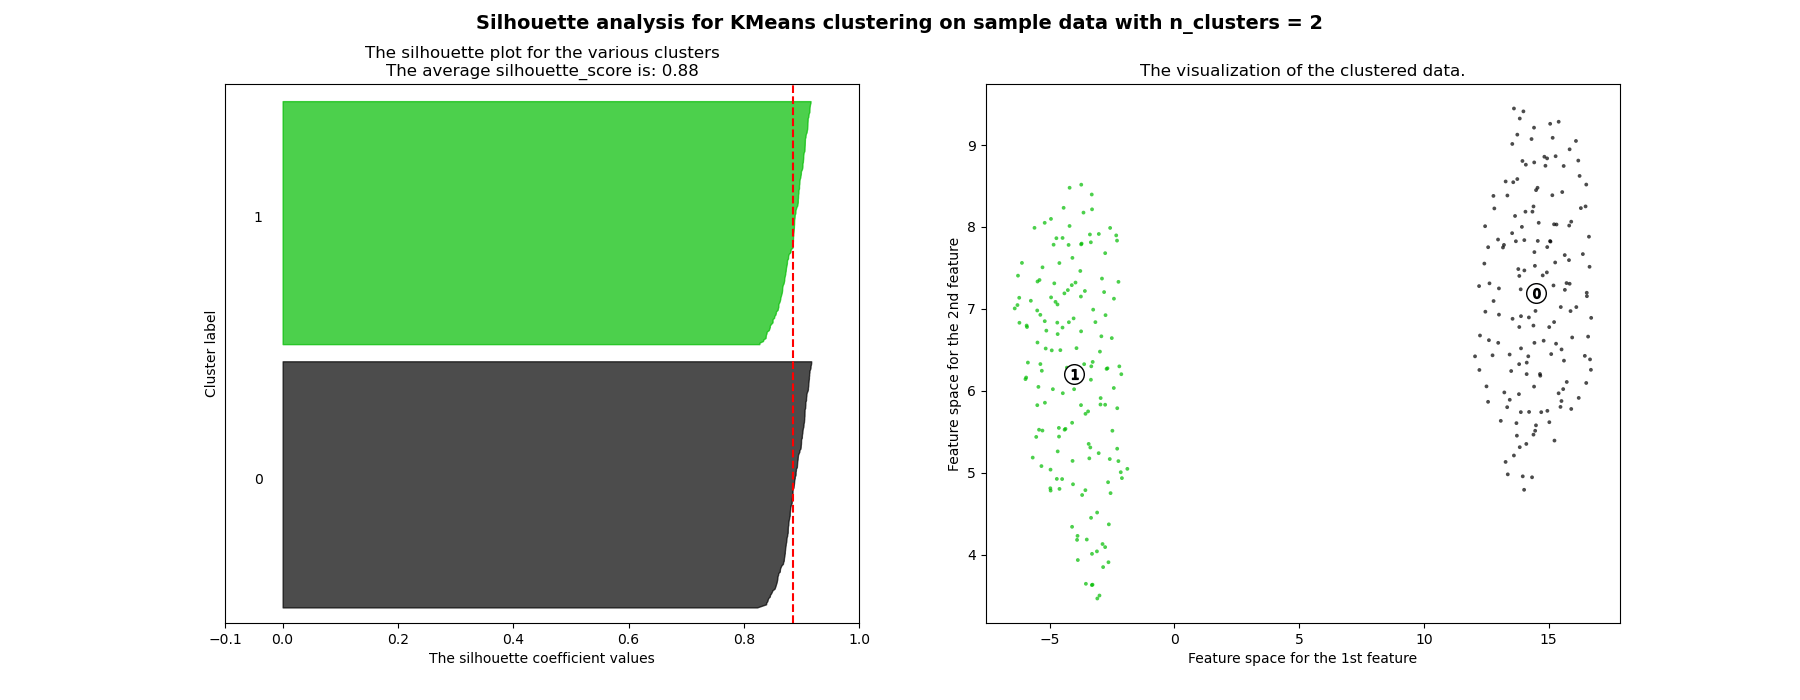 Silhouette analysis for KMeans clustering on sample data with n_clusters = 2
The silhouette plot for the various clusters
The average silhouette_score is: 0.88
Cluster label
1
0
−0.1 0.0 0.2 0.4 0.6 0.8 1.0
The silhouette coefficient values
The visualization of the clustered data.
Feature space for the 2nd feature
9
8
7
6
5
4
0
1
−5 0 5 10 15
Feature space for the 1st feature